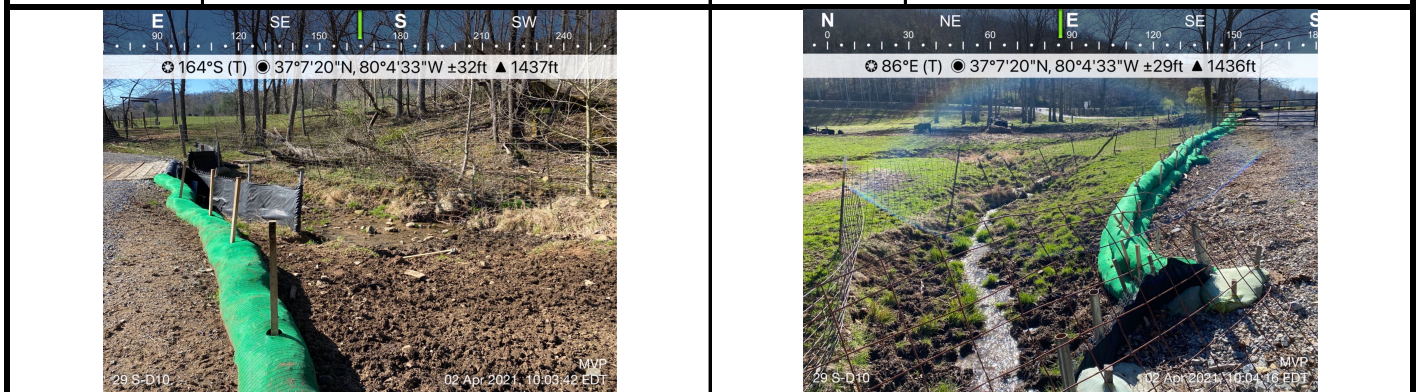 E SE S SW
90 120 150 180 210 240
164°S (T) 37°7'20"N, 80°4'33"W ±32ft ▲ 1437ft
29 S-D10
MVP
02 Apr 2021, 10:03:42 EDT
N NE E SE S
0 30 60 90 120 150 18
86°E (T) 37°7'20"N, 80°4'33"W ±29ft ▲ 1436ft
29 S-D10
MVP
02 Apr 2021, 10:04:16 EDT